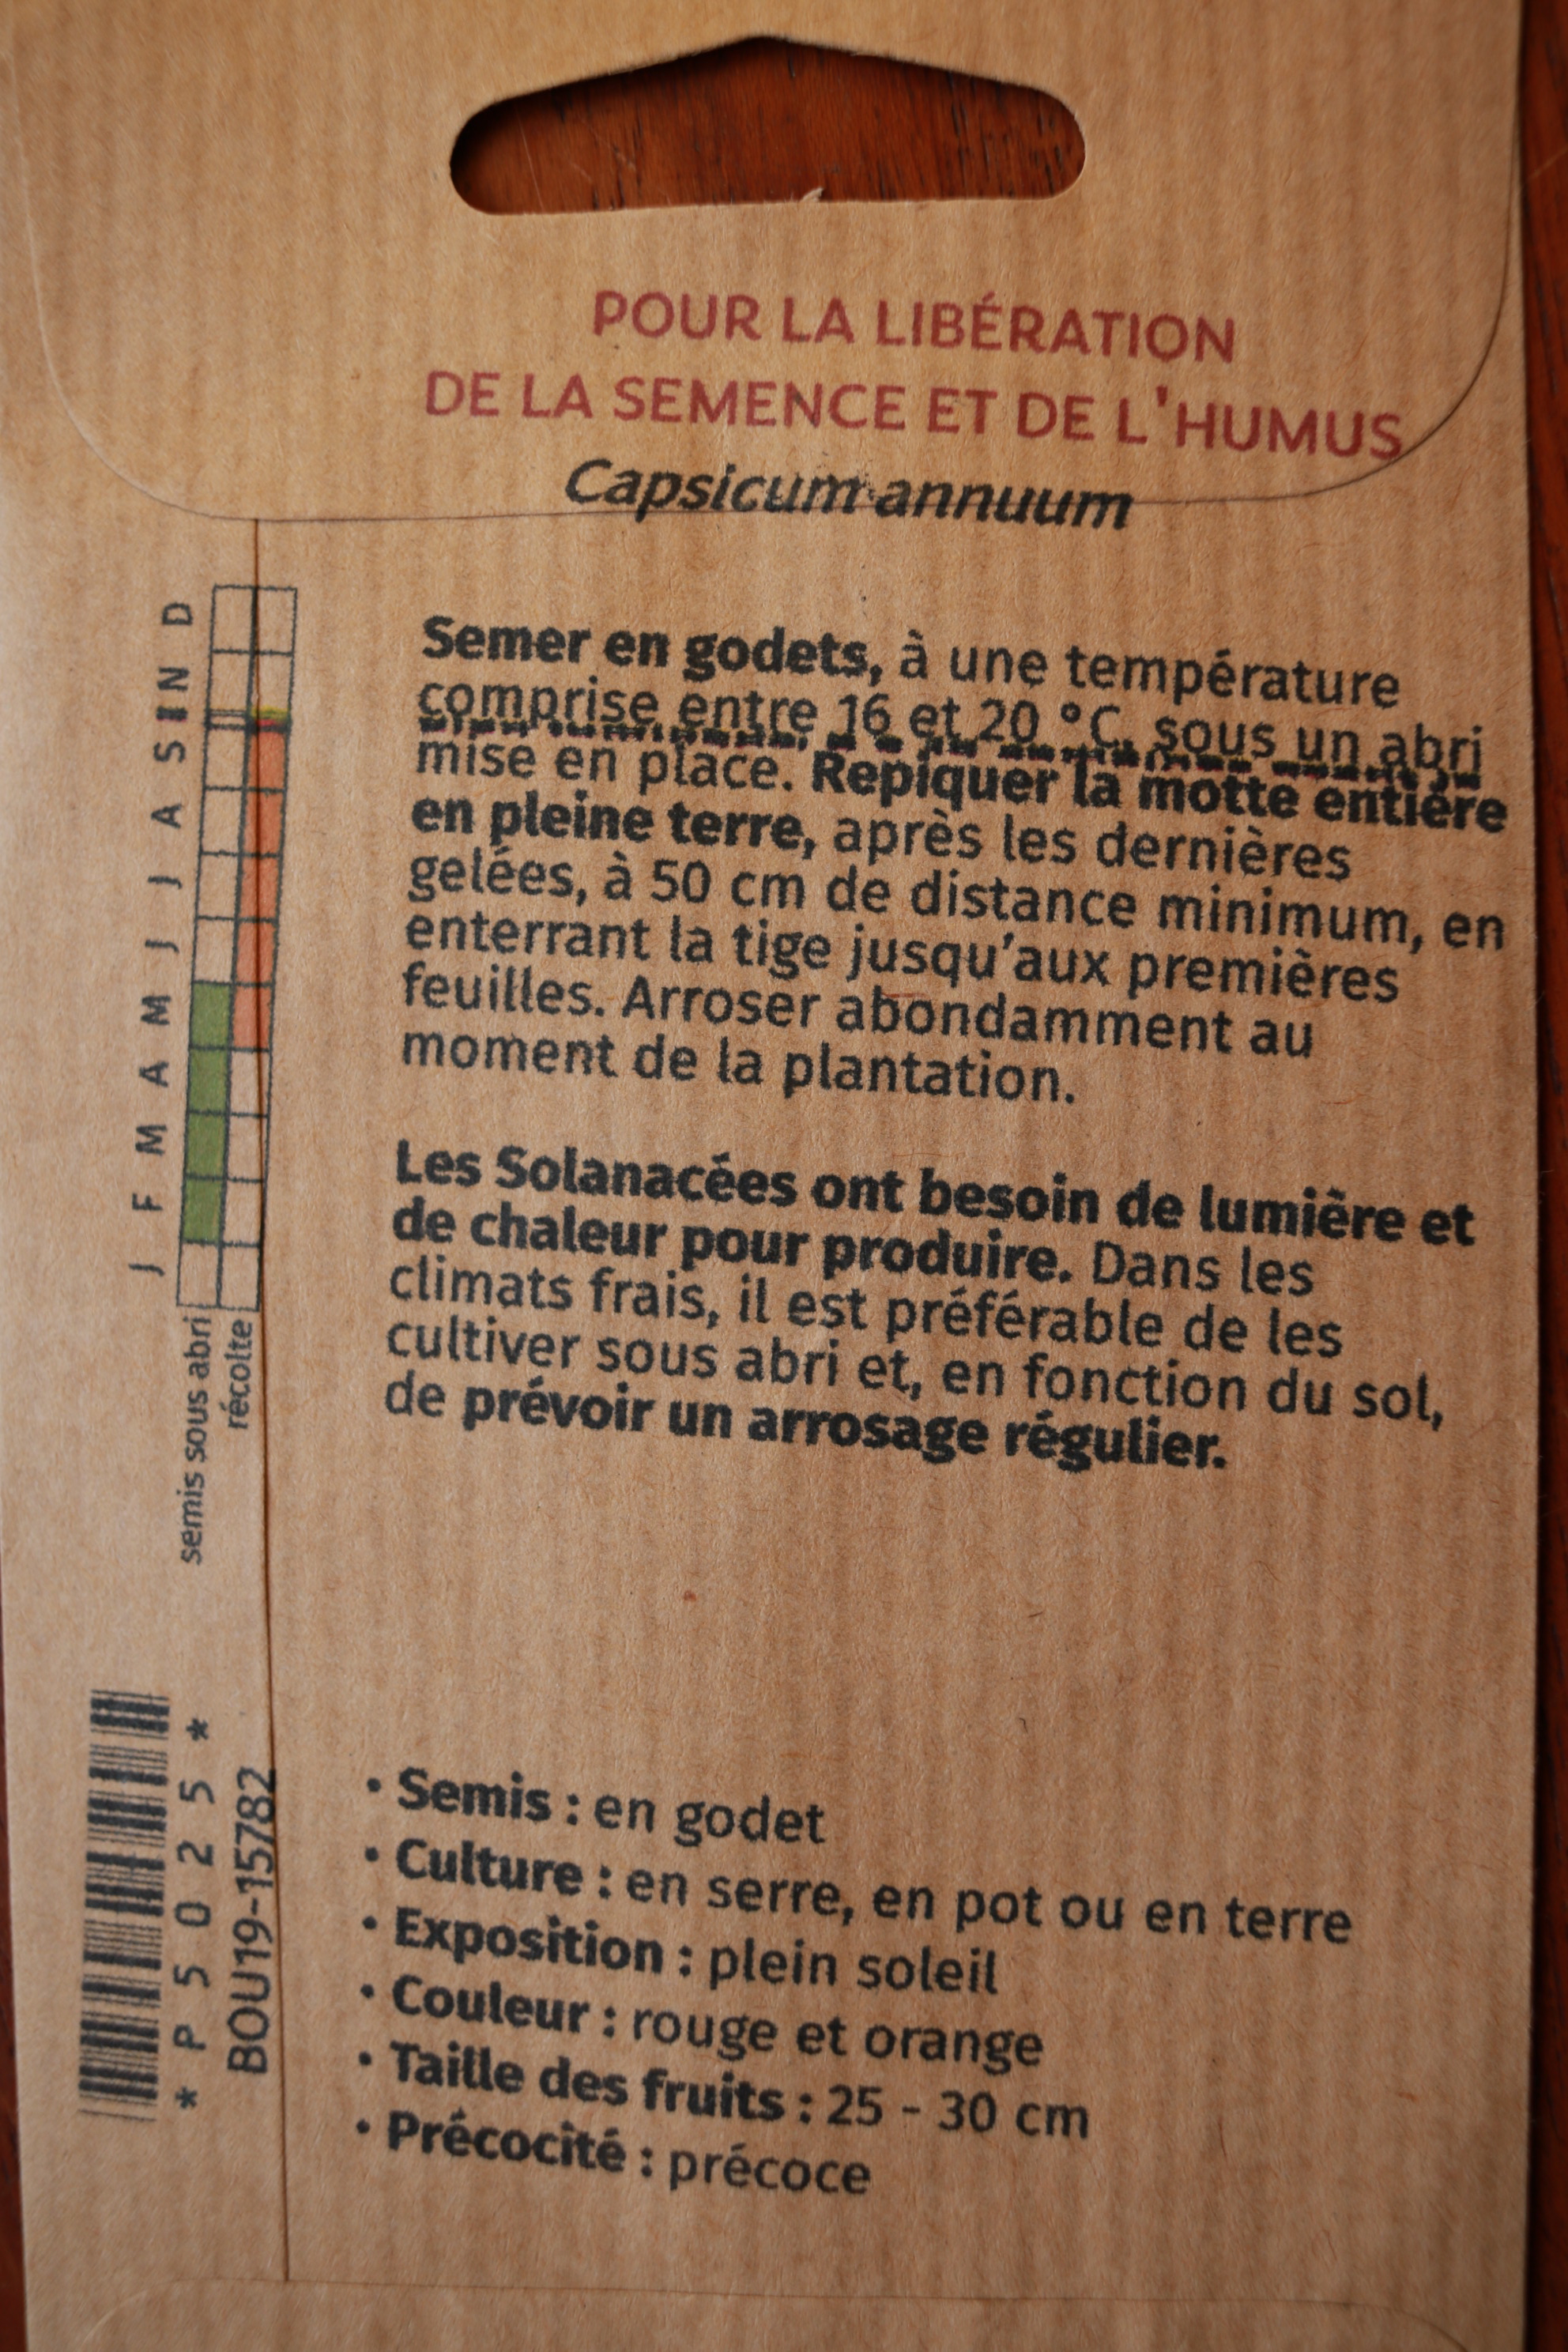 POUR LA LIBÉRATION
DE LA SEMENCE ET DE L'HUMUS
Capsicum annuum
Semer en godets, à une température
comprise entre 16 et 20 °C, sous un abri
mise en place. Repiquer la motte entière
en pleine terre, après les dernières
gelées, à 50 cm de distance minimum, en
enterrant la tige jusqu'aux premières
feuilles. Arroser abondamment au
moment de la plantation.
Les Solanacées ont besoin de lumière et
de chaleur pour produire. Dans les
climats frais, il est préférable de les
cultiver sous abri et, en fonction du sol,
de prévoir un arrosage régulier.
• Semis : en godet
• Culture : en serre, en pot ou en terre
• Exposition : plein soleil
• Couleur : rouge et orange
• Taille des fruits : 25 - 30 cm
• Précocité : précoce
J F M A M J J A S N D
semis sous abri
récolte
* P 5 0 2 5 *
BOU19-15782